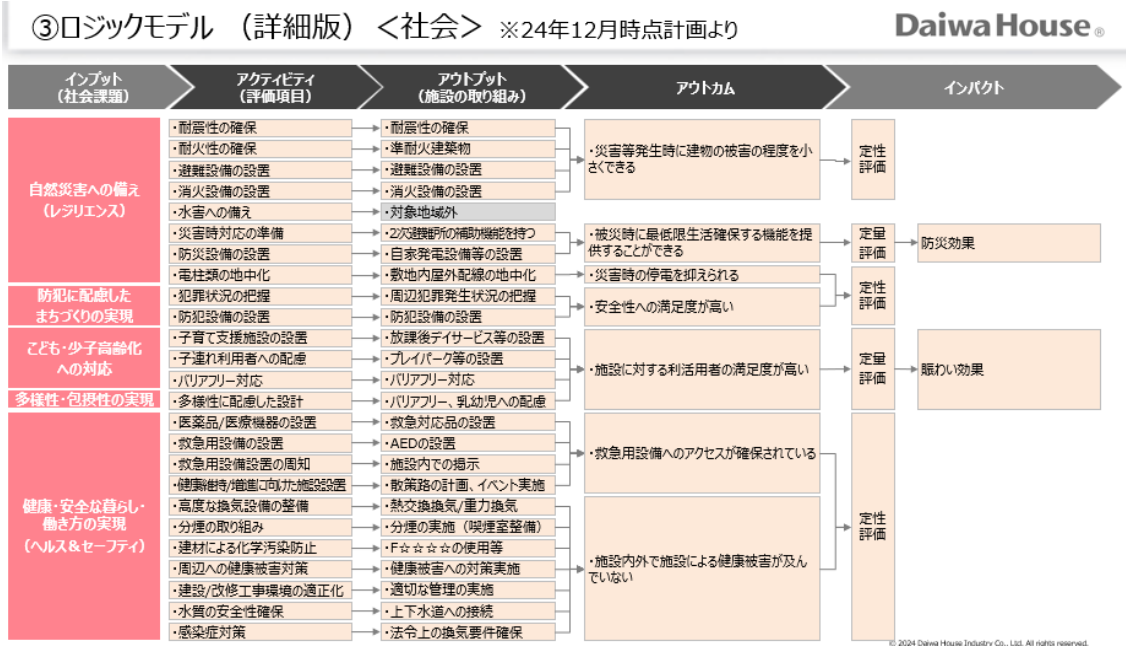 ③ロジックモデル （詳細版）＜社会＞ ※24年12月時点計画より
Daiwa House®
インプット
（社会課題）
アクティビティ
（評価項目）
アウトプット
（施設の取り組み）
アウトカム
インパクト
自然災害への備え
（レジリエンス）
・耐震性の確保
・耐震性の確保
・耐火性の確保
・準耐火建築物
・避難設備の設置
・避難設備の設置
・消火設備の設置
・消火設備の設置
・災害等発生時に建物の被害の程度を小
さくできる
定性
評価
・水害への備え
・対象地域外
・災害時対応の準備
・2次避難所の補助機能を持つ
・防災設備の設置
・自家発電設備等の設置
・被災時に最低限生活確保する機能を提
供することができる
定量
評価
防災効果
・電柱類の地中化
・敷地内屋外配線の地中化
・災害時の停電を抑えられる
防犯に配慮した
まちづくりの実現
・犯罪状況の把握
・周辺犯罪発生状況の把握
・防犯設備の設置
・防犯設備の設置
・安全性への満足度が高い
定性
評価
こども・少子高齢化
への対応
・子育て支援施設の設置
・放課後デイサービス等の設置
・子連れ利用者への配慮
・プレイパーク等の設置
・バリアフリー対応
・バリアフリー対応
多様性・包摂性の実現
・多様性に配慮した設計
・バリアフリー、乳幼児への配慮
・施設に対する利活用者の満足度が高い
定量
評価
賑わい効果
健康・安全な暮らし・
働き方の実現
（ヘルス＆セーフティ）
・医薬品/医療機器の設置
・救急対応品の設置
・救急用設備の設置
・AEDの設置
・救急用設備設置の周知
・施設内での掲示
・健康維持/増進に向けた施設設置
・散策路の計画、イベント実施
・救急用設備へのアクセスが確保されている
・高度な換気設備の整備
・熱交換換気/重力換気
・分煙の取り組み
・分煙の実施（喫煙室整備）
・建材による化学汚染防止
・F☆☆☆☆の使用等
・周辺への健康被害対策
・健康被害への対策実施
・建設/改修工事環境の適正化
・適切な管理の実施
・水質の安全性確保
・上下水道への接続
・感染症対策
・法令上の換気要件確保
・施設内外で施設による健康被害が及ん
でいない
定性
評価
© 2024 Daiwa House Industry Co., Ltd. All rights reserved.